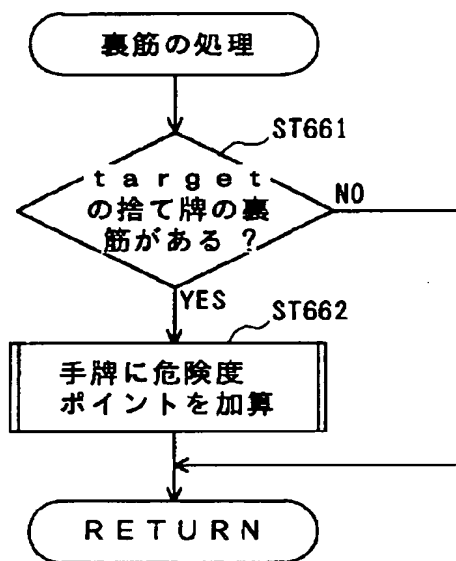 裏筋の処理
ST661
target
の捨て牌の裏
筋がある?
NO
YES
ST662
手牌に危険度
ポイントを加算
RETURN